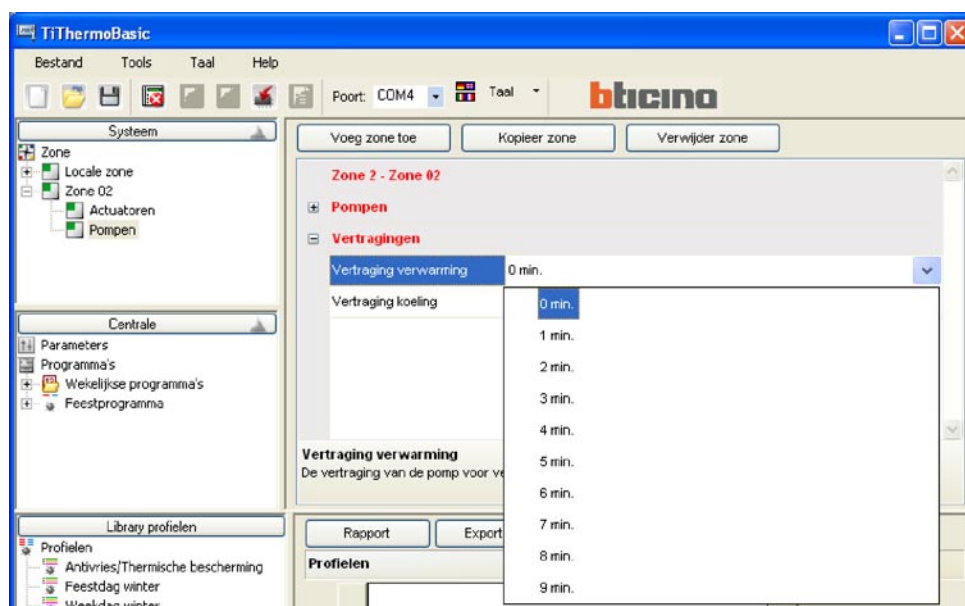 TiThermoBasic
Bestand Tools Taal Help
Poort: COM4 Taal bticino
Systeem
Zone
Locale zone
Zone 02
Actuatoren
Pompen
Centrale
Parameters
Programma's
Wekelijkse programma's
Feestprogramma
Library profielen
Profielen
Antivries/Thermische bescherming
Feestdag winter
Weekdag winter
Voeg zone toe Kopieer zone Verwijder zone
Zone 2 - Zone 02
Pompen
Vertragingen
Vertraging verwarming 0 min.
Vertraging koeling
0 min.
1 min.
2 min.
3 min.
4 min.
5 min.
6 min.
7 min.
8 min.
9 min.
Vertraging verwarming
De vertraging van de pomp voor ve
Rapport Export
Profielen